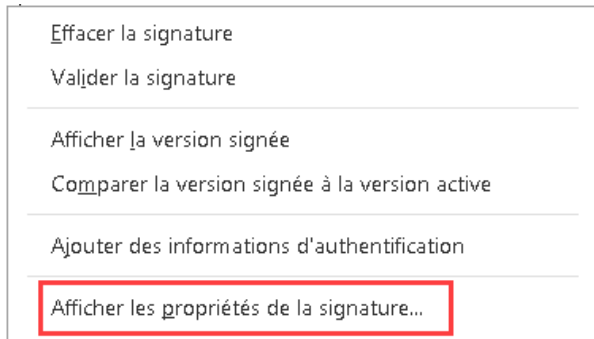 Effacer la signature
Valider la signature
Afficher la version signée
Comparer la version signée à la version active
Ajouter des informations d'authentification
Afficher les propriétés de la signature...